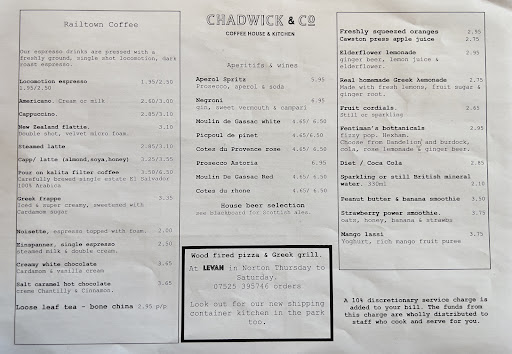 Railtown Coffee
Our espresso drinks are pressed with a
freshly ground, single shot locomotion, dark
roast espresso.
Locomotion espresso 1.95/2.50
1.95/2.50
Americano. Cream or milk 2.60/3.00
Cappuccino. 2.85/3.10
New Zealand flattie. 3.10
Double shot, velvet micro foam.
Steamed latte 2.85/3.10
Capp/ latte (almond,soya,honey) 3.25/3.55
Pour on kalita filter coffee 3.50/6.50
Carefully brewed single estate El Salvador
100% Arabica
Greek frappe 3.35
Iced & super creamy, sweetened with
Cardamom sugar
Noisette, espresso topped with foam. 2.00
Einspanner, single espresso 2.50
steamed milk & double cream.
Creamy white chocolate 3.65
Cardamom & vanilla cream
Salt caramel hot chocolate 3.65
creme Chantilly & Cinnamon.
Loose leaf tea - bone china 2.95 p/p
CHADWICK & Co
COFFEE HOUSE & KITCHEN
Aperitifs & wines
Aperol Spritz 5.95
Prosecco, aperol & soda
Negroni 6.95
gin, sweet vermouth & campari
Moulin de Gassac white 4.65/ 6.50
Picpoul de pinet 4.65/ 6.50
Cotes du Provence rose 4.65/ 6.50
Prosecco Astoria 6.95
Moulin De Gassac Red 4.65/ 6.50
Cotes du rhone 4.65/ 6.50
House beer selection
see blackboard for Scottish ales.
Wood fired pizza & Greek grill.
At LEVAN in Norton Thursday to
Saturday.
07525 395746 orders
Look out for our new shipping
container kitchen in the park
too.
Freshly squeezed oranges 2.95
Cawston press apple juice 2.75
Elderflower lemonade 2.95
ginger beer, lemon juice &
elderflower.
Real homemade Greek lemonade 2.75
Made with fresh lemons, fruit sugar &
ginger root.
Fruit cordials. 2.65
Still or sparkling
Fentiman's bottanicals 2.95
fizzy pop. Hexham.
Choose from Dandelion and burdock,
cola, rose lemonade & ginger beer.
Diet / Coca Cola 2.85
Sparkling or still British mineral
water. 330ml 2.10
Peanut butter & banana smoothie 3.50
Strawberry power smoothie. 3.75
oats, honey, banana & strawbs
Mango lassi 3.75
Yoghurt, rich mango fruit puree
A 10% discretionary service charge is
added to your bill. The funds from
this charge are wholly distributed to
staff who cook and serve for you.